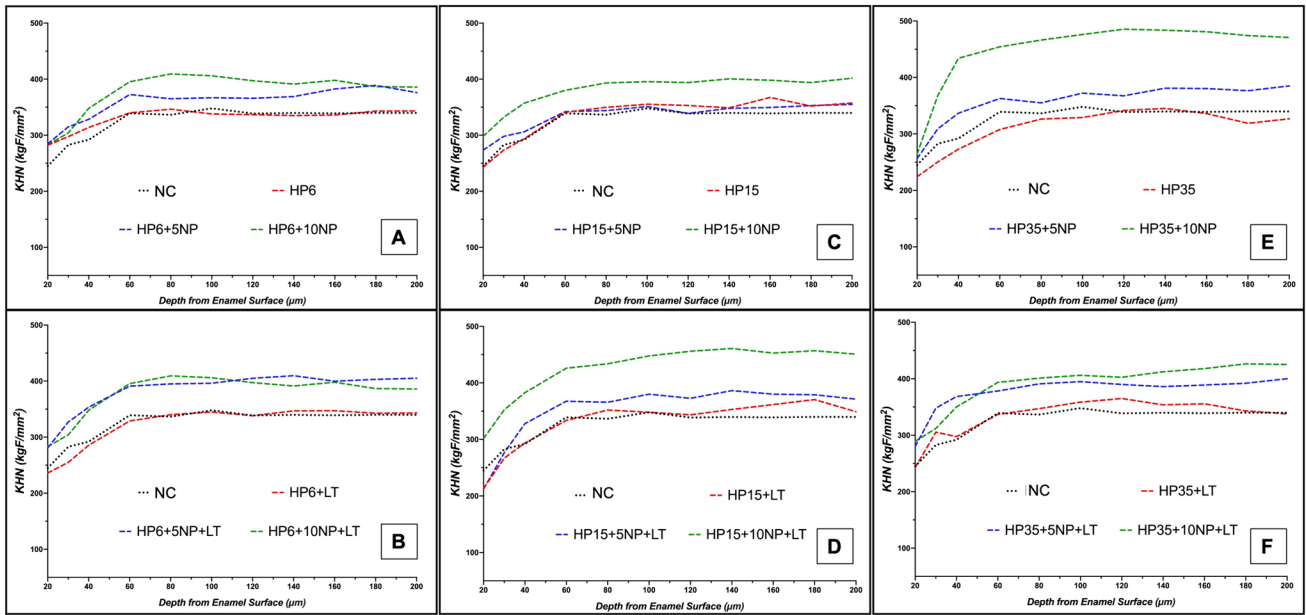 500
400
300
200
100
KHN (kgF/mm²)
NC
HP6
HP6+5NP
HP6+10NP
A
20 40 60 80 100 120 140 160 180 200
Depth from Enamel Surface (μm)
500
400
300
200
100
KHN (kgF/mm²)
NC
HP15
HP15+5NP
HP15+10NP
C
20 40 60 80 100 120 140 160 180 200
Depth from Enamel Surface (μm)
500
400
300
200
100
KHN (kgF/mm²)
NC
HP35
HP35+5NP
HP35+10NP
E
20 40 60 80 100 120 140 160 180 200
Depth from Enamel Surface (μm)
500
400
300
200
100
KHN (kgF/mm²)
NC
HP6+LT
HP6+5NP+LT
HP6+10NP+LT
B
20 40 60 80 100 120 140 160 180 200
Depth from Enamel Surface (μm)
500
400
300
200
100
KHN (kgF/mm²)
NC
HP15+LT
HP15+5NP+LT
HP15+10NP+LT
D
20 40 60 80 100 120 140 160 180 200
Depth from Enamel Surface (μm)
500
400
300
200
100
KHN (kgF/mm²)
NC
HP35+LT
HP35+5NP+LT
HP35+10NP+LT
F
20 40 60 80 100 120 140 160 180 200
Depth from Enamel Surface (μm)